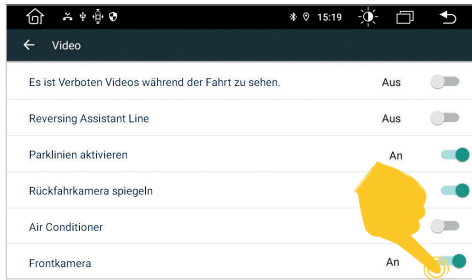 15:19
Video
Es ist Verboten Videos während der Fahrt zu sehen. Aus
Reversing Assistant Line Aus
Parklinien aktivieren An
Rückfahrkamera spiegeln
Air Conditioner
Frontkamera An